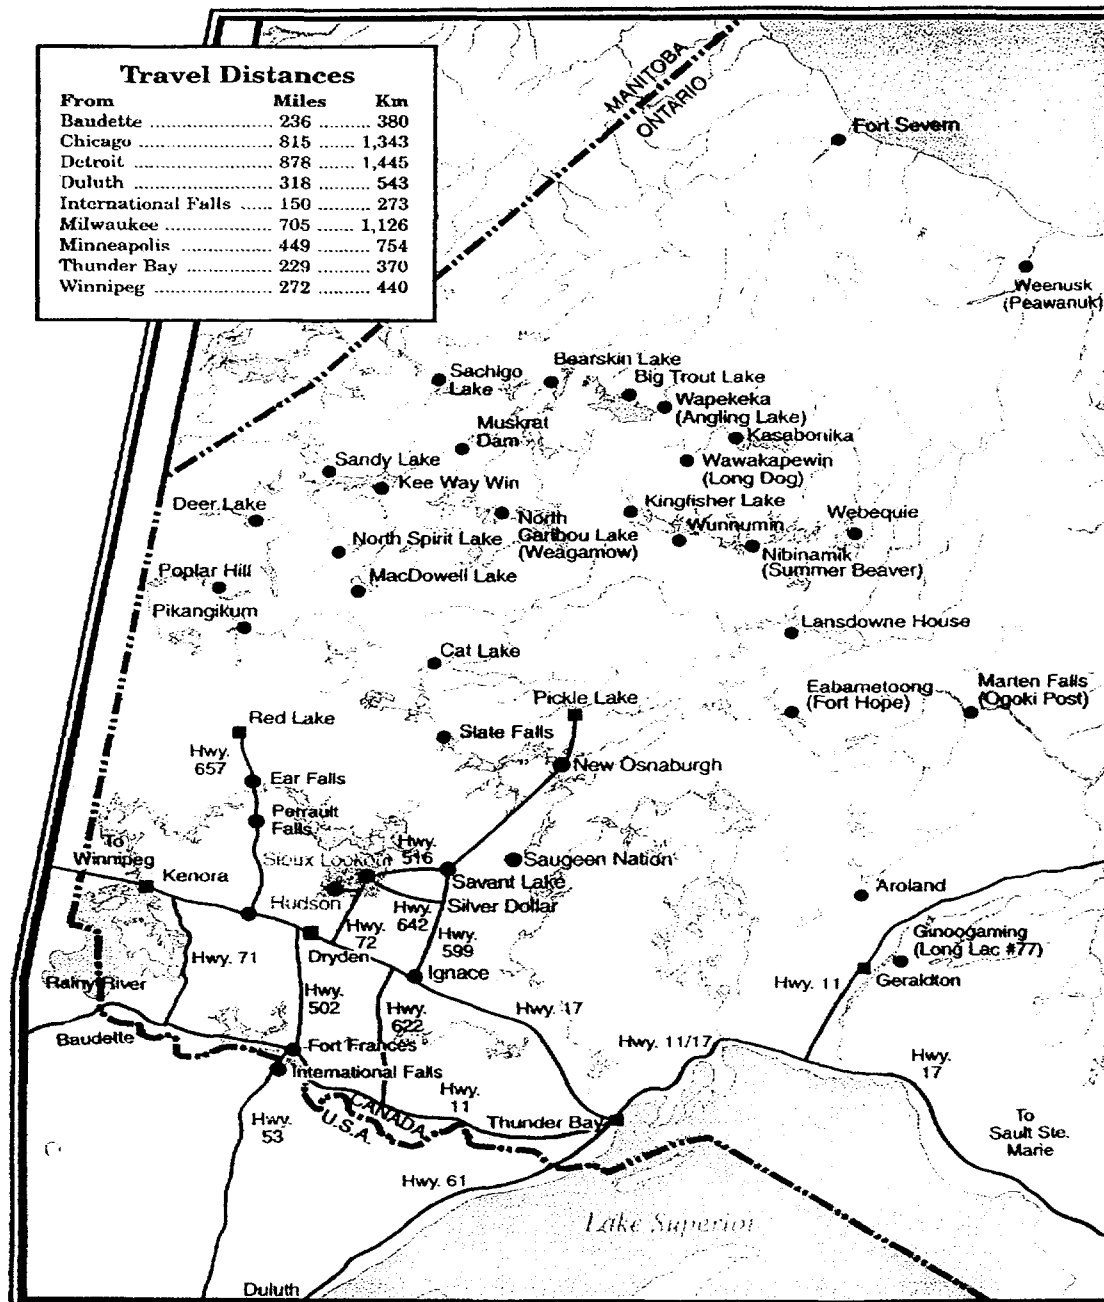 Travel Distances
From Miles Km
Baudette ........ 236 ........ 380
Chicago ........ 815 ........ 1,343
Detroit ........ 878 ........ 1,445
Duluth ........ 318 ........ 543
International Falls ...... 150 ........ 273
Milwaukee ........ 705 ...... 1,126
Minneapolis ........ 449 ........ 754
Thunder Bay ........ 229 ........ 370
Winnipeg ........ 272 ........ 440
MANITOBA
ONTARIO
Fort Severn
Weenusk
(Peawanuk)
Bearskin Lake
Sachigo
Lake
Big Trout Lake
Wapekeka
(Angling Lake)
Muskrat
Dam
Kasabonika
Sandy Lake
Wawakapewin
(Long Dog)
Kee Way Win
Deer Lake
Kingfisher Lake
North
Caribou Lake
(Weagamow)
Wunnumin
Webequie
North Spirit Lake
Nibinamik
(Summer Beaver)
Poplar Hill
MacDowell Lake
Pikangikum
Lansdowne House
Cat Lake
Marten Falls
(Ogoki Post)
Eabametoong
(Fort Hope)
Pickle Lake
Red Lake
Slate Falls
Hwy.
657
New Osnaburgh
Ear Falls
Perrault
Falls
To
Winnipeg
Hwy.
516
Sioux Lookout
Saugeen Nation
Kenora
Savant Lake
Aroland
Hudson
Silver Dollar
Hwy.
642
Hwy.
72
Hwy.
599
Ginoogaming
(Long Lac #77)
Hwy. 71
Dryden
Ignace
Rainy River
Hwy.
502
Hwy. 11
Geraldton
Hwy.
622
Hwy. 17
Baudette
Hwy. 11/17
Fort Frances
Hwy.
17
International Falls
Hwy.
11
CANADA
U.S.A.
Hwy.
53
Thunder Bay
To
Sault Ste.
Marie
Hwy. 61
Lake Superior
Duluth